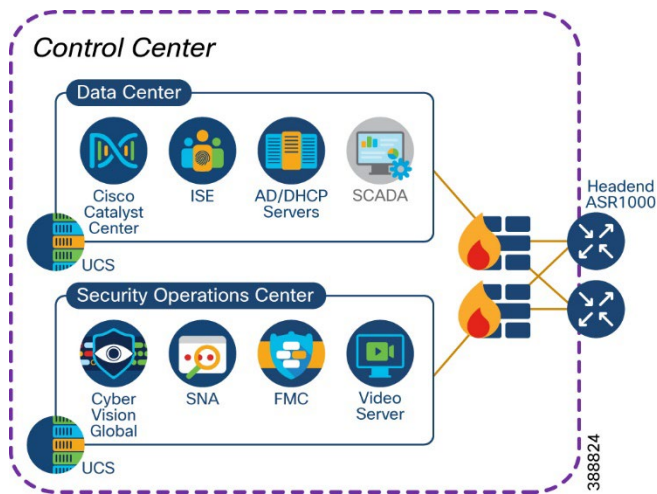 Control Center
Data Center
Cisco
Catalyst
Center
ISE
AD/DHCP
Servers
SCADA
UCS
Headend
ASR1000
Security Operations Center
Cyber
Vision
Global
SNA
FMC
Video
Server
UCS
388824